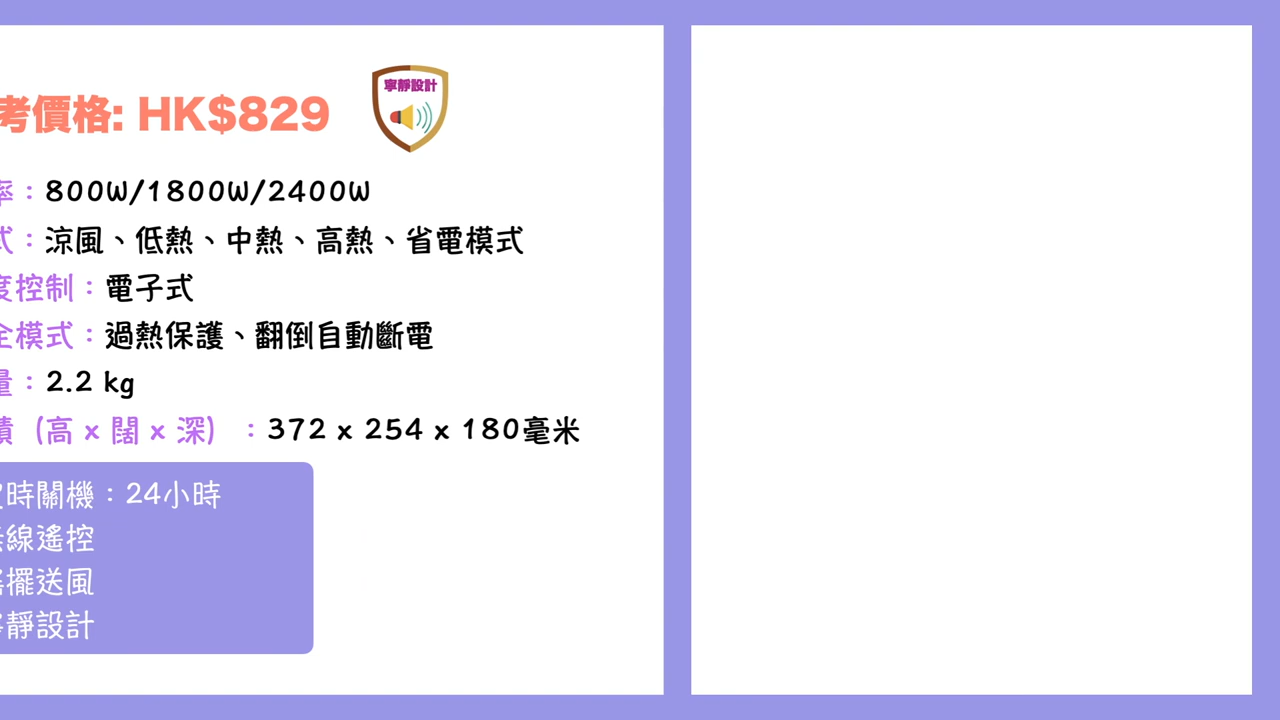 考價格: HK$829
寧靜設計
率：800W/1800W/2400W
式：涼風、低熱、中熱、高熱、省電模式
度控制：電子式
全模式：過熱保護、翻倒自動斷電
量：2.2 kg
積（高 x 闊 x 深）：372 x 254 x 180毫米
時關機：24小時
線遙控
擺送風
靜設計